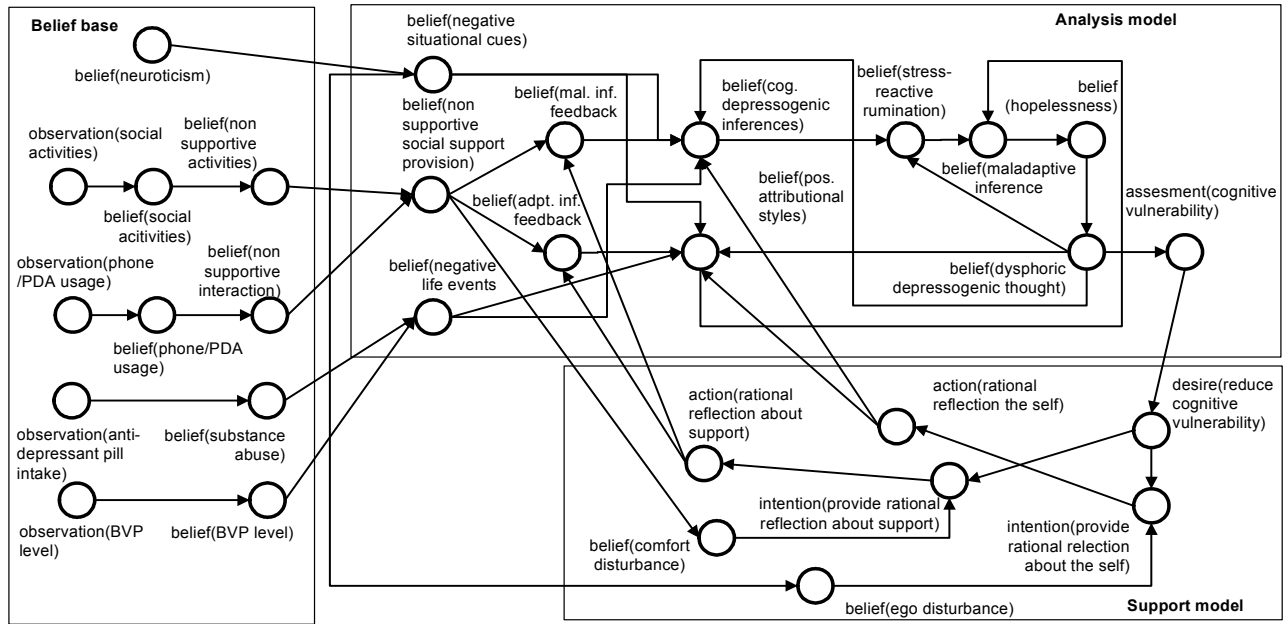 Belief base
belief(neuroticism)
observation(social
activities)
belief(non
supportive
activities)
belief(social
acitivities)
observation(phone
/PDA usage)
belief(non
supportive
interaction)
belief(phone/PDA
usage)
observation(anti-
depressant pill
intake)
belief(substance
abuse)
observation(BVP
level)
belief(BVP level)
Analysis model
belief(negative
situational cues)
belief(non
supportive
social support
provision)
belief(mal. inf.
feedback
belief(cog.
depressogenic
inferences)
belief(stress-
reactive
rumination)
belief
(hopelessness)
belief(maladaptive
inference
belief(adpt. inf.
feedback
belief(pos.
attributional
styles)
assesment(cognitive
vulnerability)
belief(negative
life events
belief(dysphoric
depressogenic thought)
action(rational
reflection about
support)
action(rational
reflection the self)
desire(reduce
cognitive
vulnerability)
intention(provide rational
reflection about support)
intention(provide
rational relection
about the self)
belief(comfort
disturbance)
belief(ego disturbance)
Support model